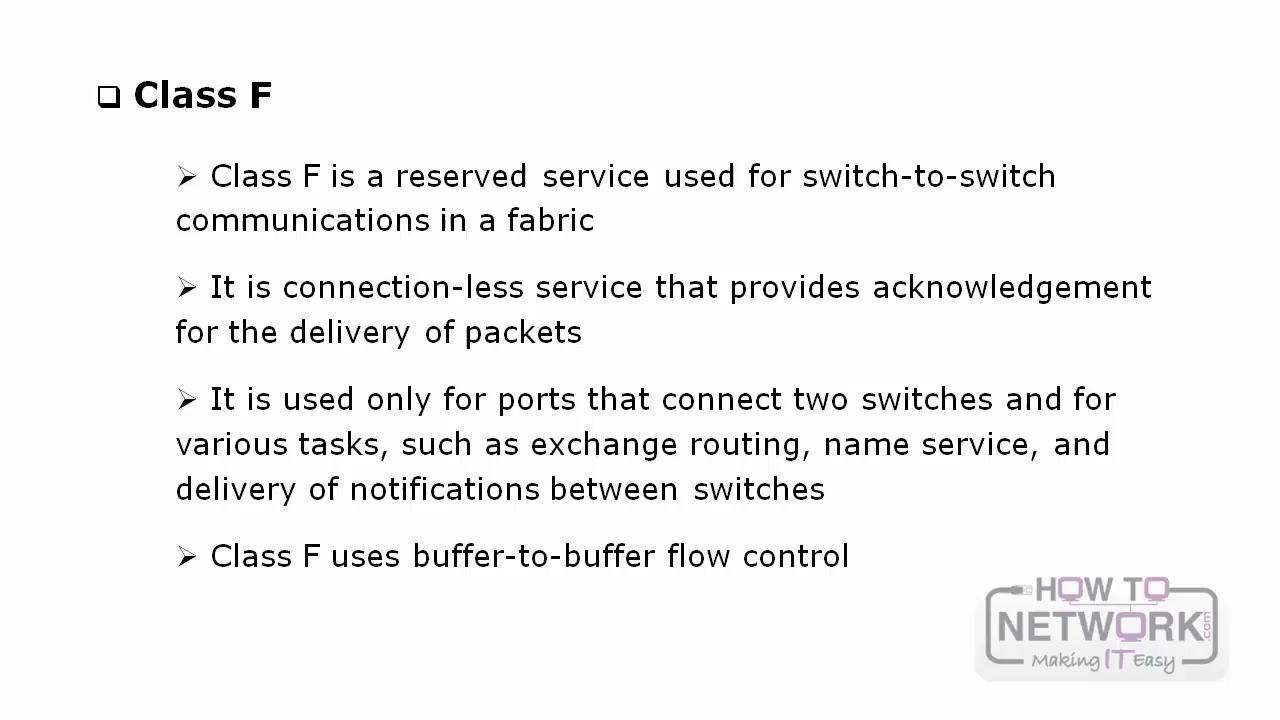 ❑ Class F
➢ Class F is a reserved service used for switch-to-switch
communications in a fabric
➢ It is connection-less service that provides acknowledgement
for the delivery of packets
➢ It is used only for ports that connect two switches and for
various tasks, such as exchange routing, name service, and
delivery of notifications between switches
➢ Class F uses buffer-to-buffer flow control
HOW TO
NETWORK.com
Making IT Easy